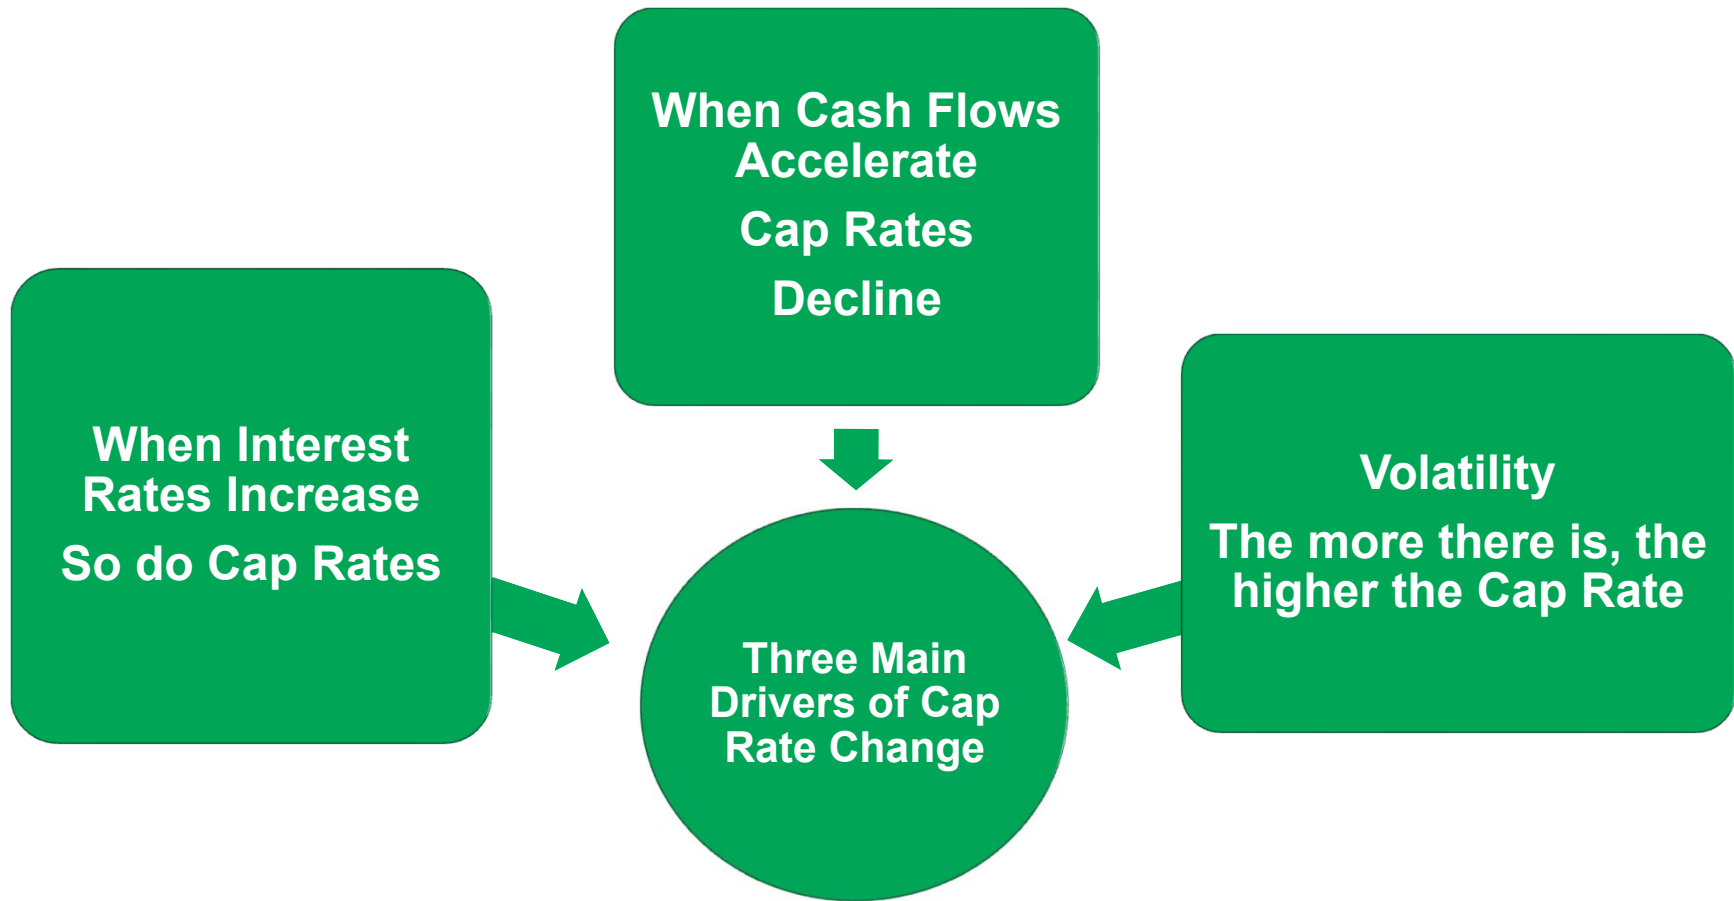 When Cash Flows
Accelerate
Cap Rates
Decline
When Interest
Rates Increase
So do Cap Rates
Volatility
The more there is, the
higher the Cap Rate
Three Main
Drivers of Cap
Rate Change